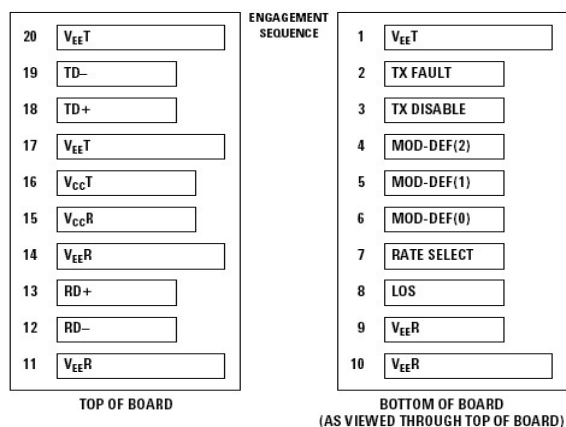 ENGAGEMENT
SEQUENCE
20 VEET
19 TD–
18 TD+
17 VEET
16 VCCT
15 VCCR
14 VEER
13 RD+
12 RD–
11 VEER
TOP OF BOARD
1 VEET
2 TX FAULT
3 TX DISABLE
4 MOD-DEF(2)
5 MOD-DEF(1)
6 MOD-DEF(0)
7 RATE SELECT
8 LOS
9 VEER
10 VEER
BOTTOM OF BOARD
(AS VIEWED THROUGH TOP OF BOARD)